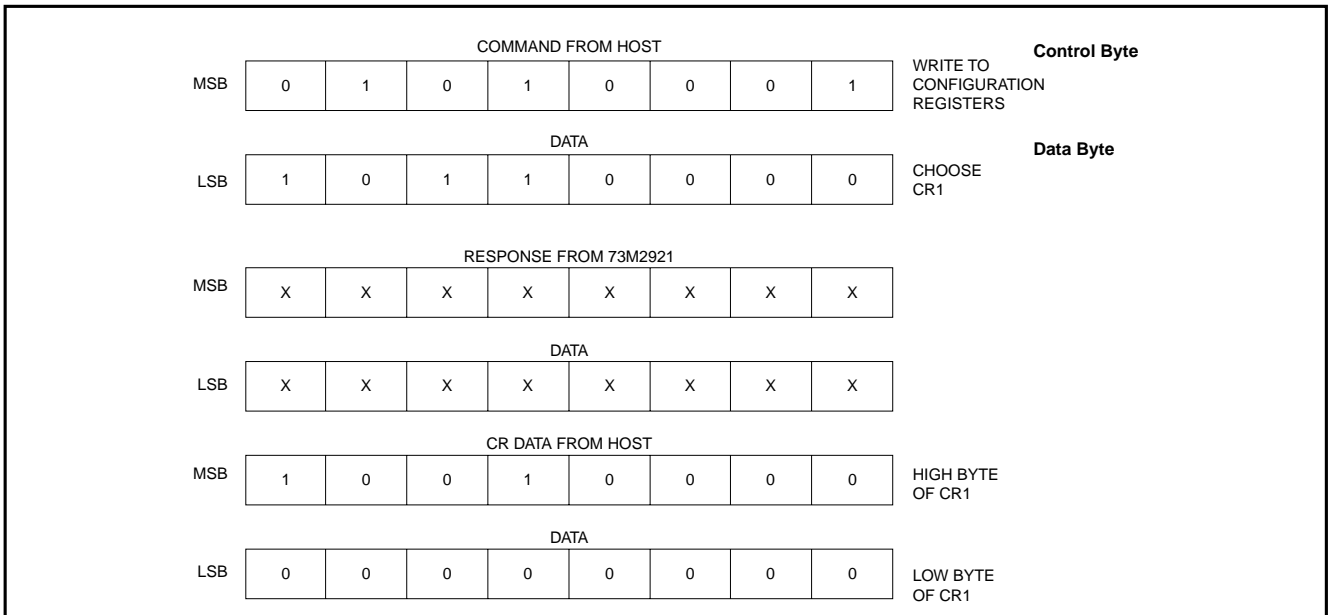 COMMAND FROM HOST
Control Byte
MSB 0 1 0 1 0 0 0 1 WRITE TO
CONFIGURATION
REGISTERS
DATA
Data Byte
LSB 1 0 1 1 0 0 0 0 CHOOSE
CR1
RESPONSE FROM 73M2921
MSB X X X X X X X X
DATA
LSB X X X X X X X X
CR DATA FROM HOST
MSB 1 0 0 1 0 0 0 0 HIGH BYTE
OF CR1
DATA
LSB 0 0 0 0 0 0 0 0 LOW BYTE
OF CR1